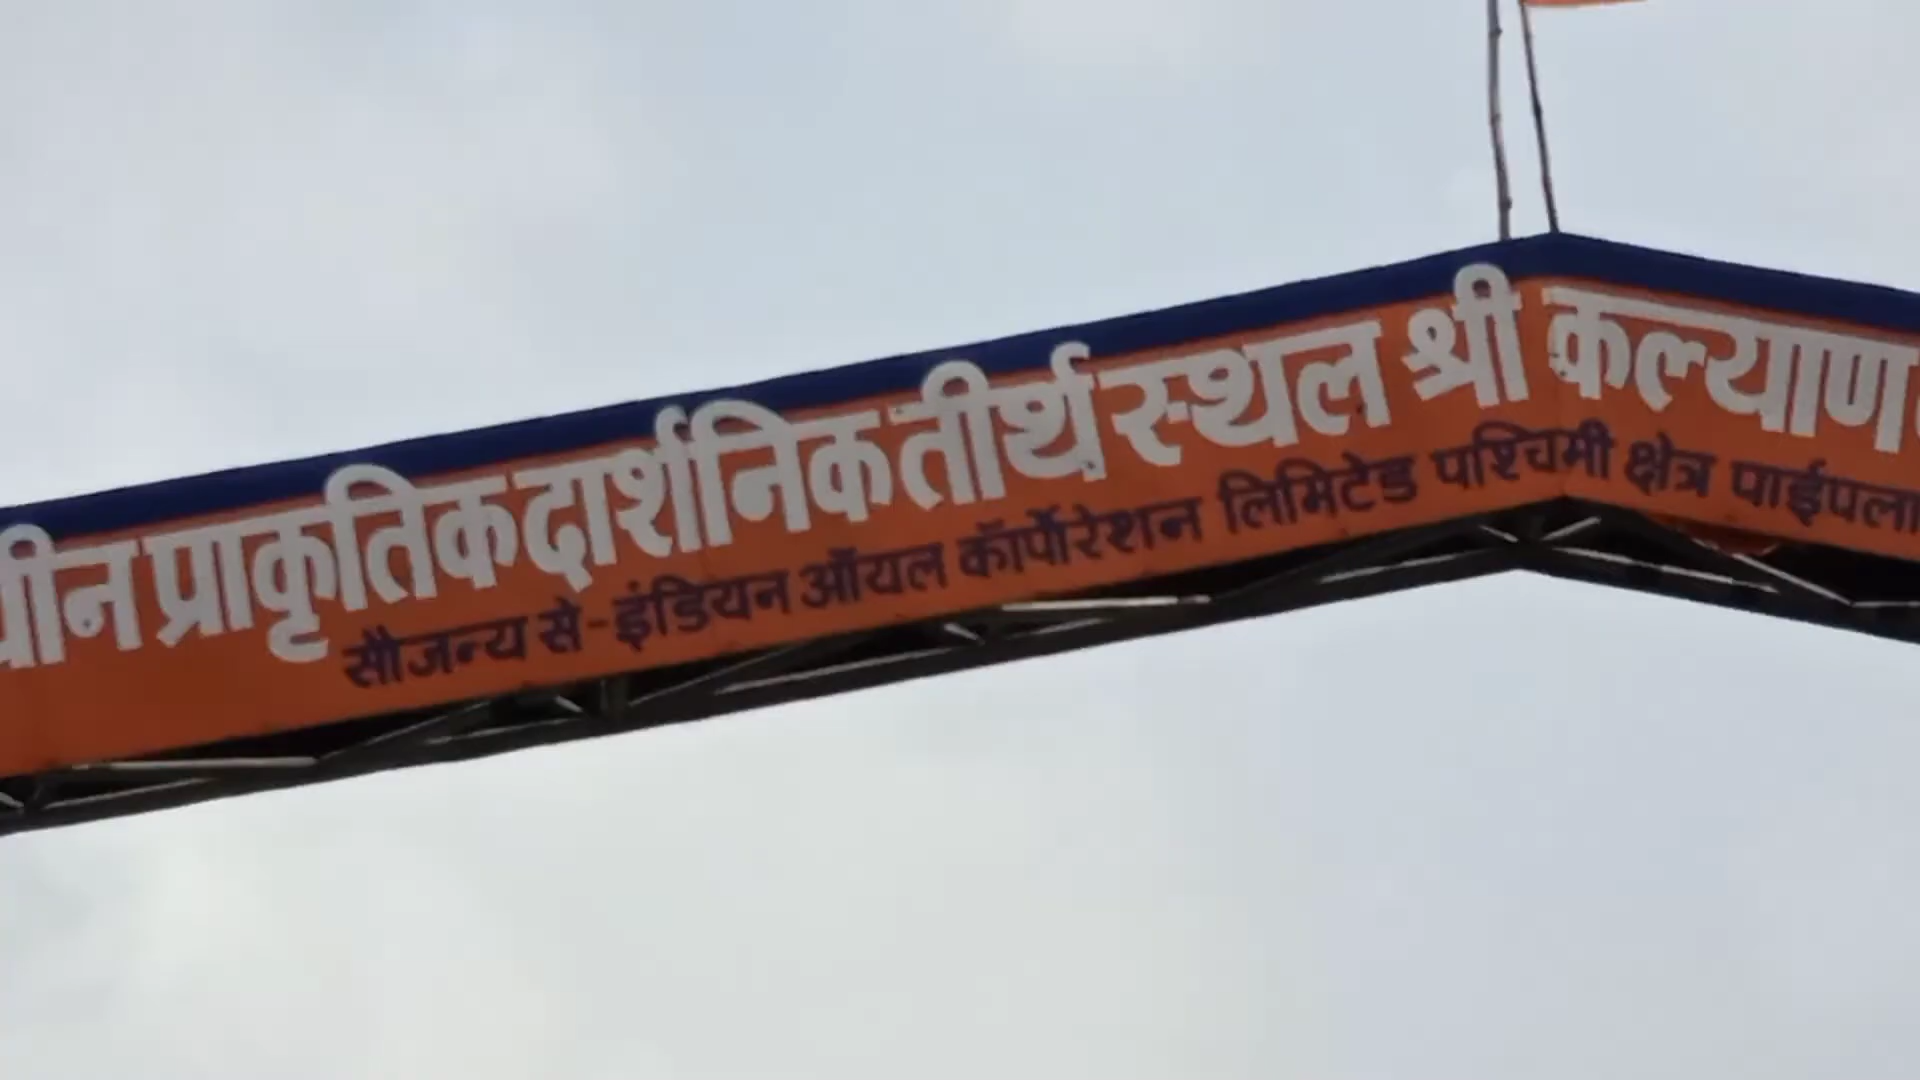 प्राकृतिक दार्शनिक तीर्थ स्थल श्री कल्याण
सौजन्य से - इंडियन ऑयल कॉर्पोरेशन लिमिटेड पश्चिमी क्षेत्र पाईपला